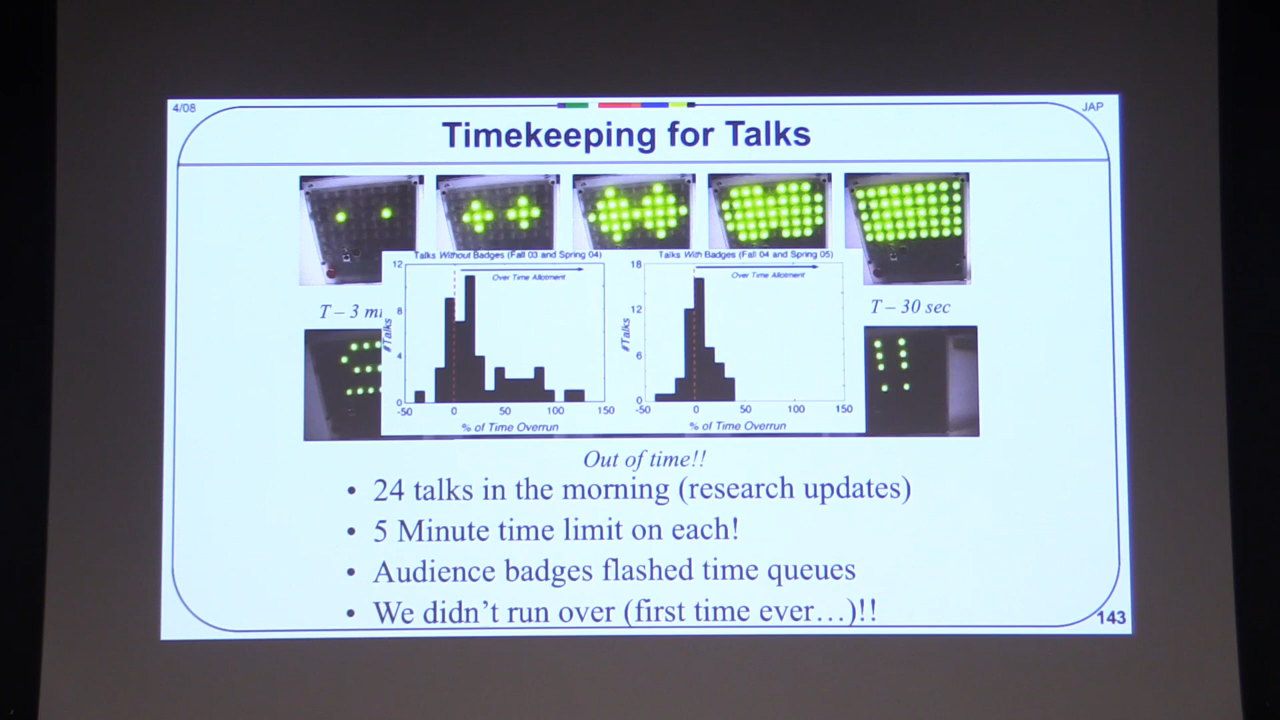 4/08
JAP
Timekeeping for Talks
Talks Without Badges (Fall 03 and Spring 04)
Talks With Badges (Fall 04 and Spring 05)
12
Over Time Allotment
18
Over Time Allotment
T – 3 mi
T – 30 sec
8
12
#Talks
#Talks
4
6
0
0
-50 0 50 100 150
-50 0 50 100 150
% of Time Overrun
% of Time Overrun
Out of time!!
• 24 talks in the morning (research updates)
• 5 Minute time limit on each!
• Audience badges flashed time queues
• We didn’t run over (first time ever…)!!
143